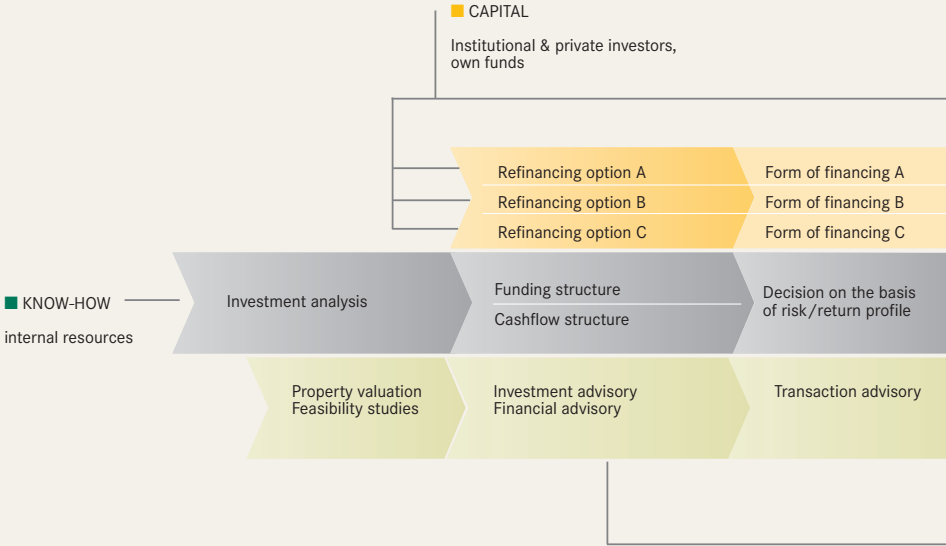 CAPITAL
Institutional & private investors,
own funds
Refinancing option A
Form of financing A
Refinancing option B
Form of financing B
Refinancing option C
Form of financing C
KNOW-HOW
internal resources
Investment analysis
Funding structure
Cashflow structure
Decision on the basis
of risk/return profile
Property valuation
Feasibility studies
Investment advisory
Financial advisory
Transaction advisory